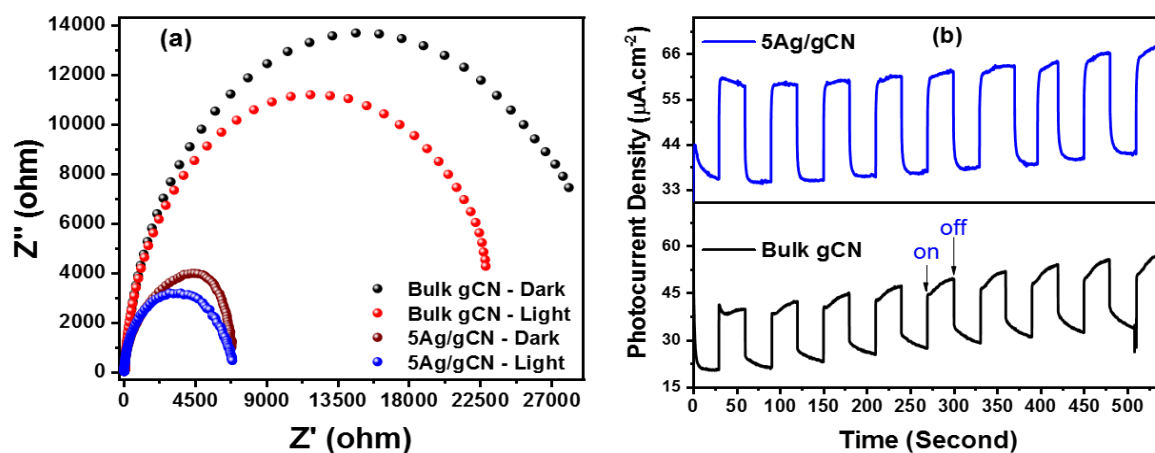 (a)
14000
12000
10000
8000
6000
4000
2000
0
Z'' (ohm)
Bulk gCN - Dark
Bulk gCN - Light
5Ag/gCN - Dark
5Ag/gCN - Light
0 4500 9000 13500 18000 22500 27000
Z' (ohm)
(b)
5Ag/gCN
66
55
44
33
Photocurrent Density (µA.cm-2)
Bulk gCN
on
off
60
45
30
15
0 50 100 150 200 250 300 350 400 450 500
Time (Second)